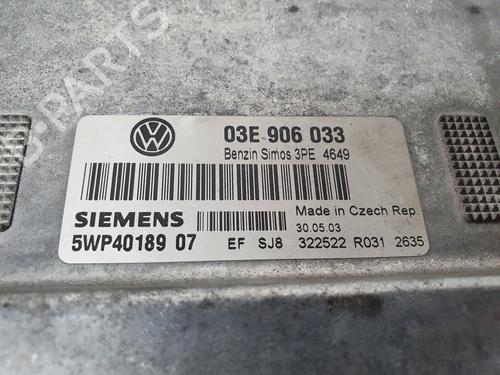 03E 906 033
Benzin Simos 3PE 4649
SIEMENS
Made in Czech Rep.
30.05.03
5WP40189 07 EF SJ8 322522 R031 2635